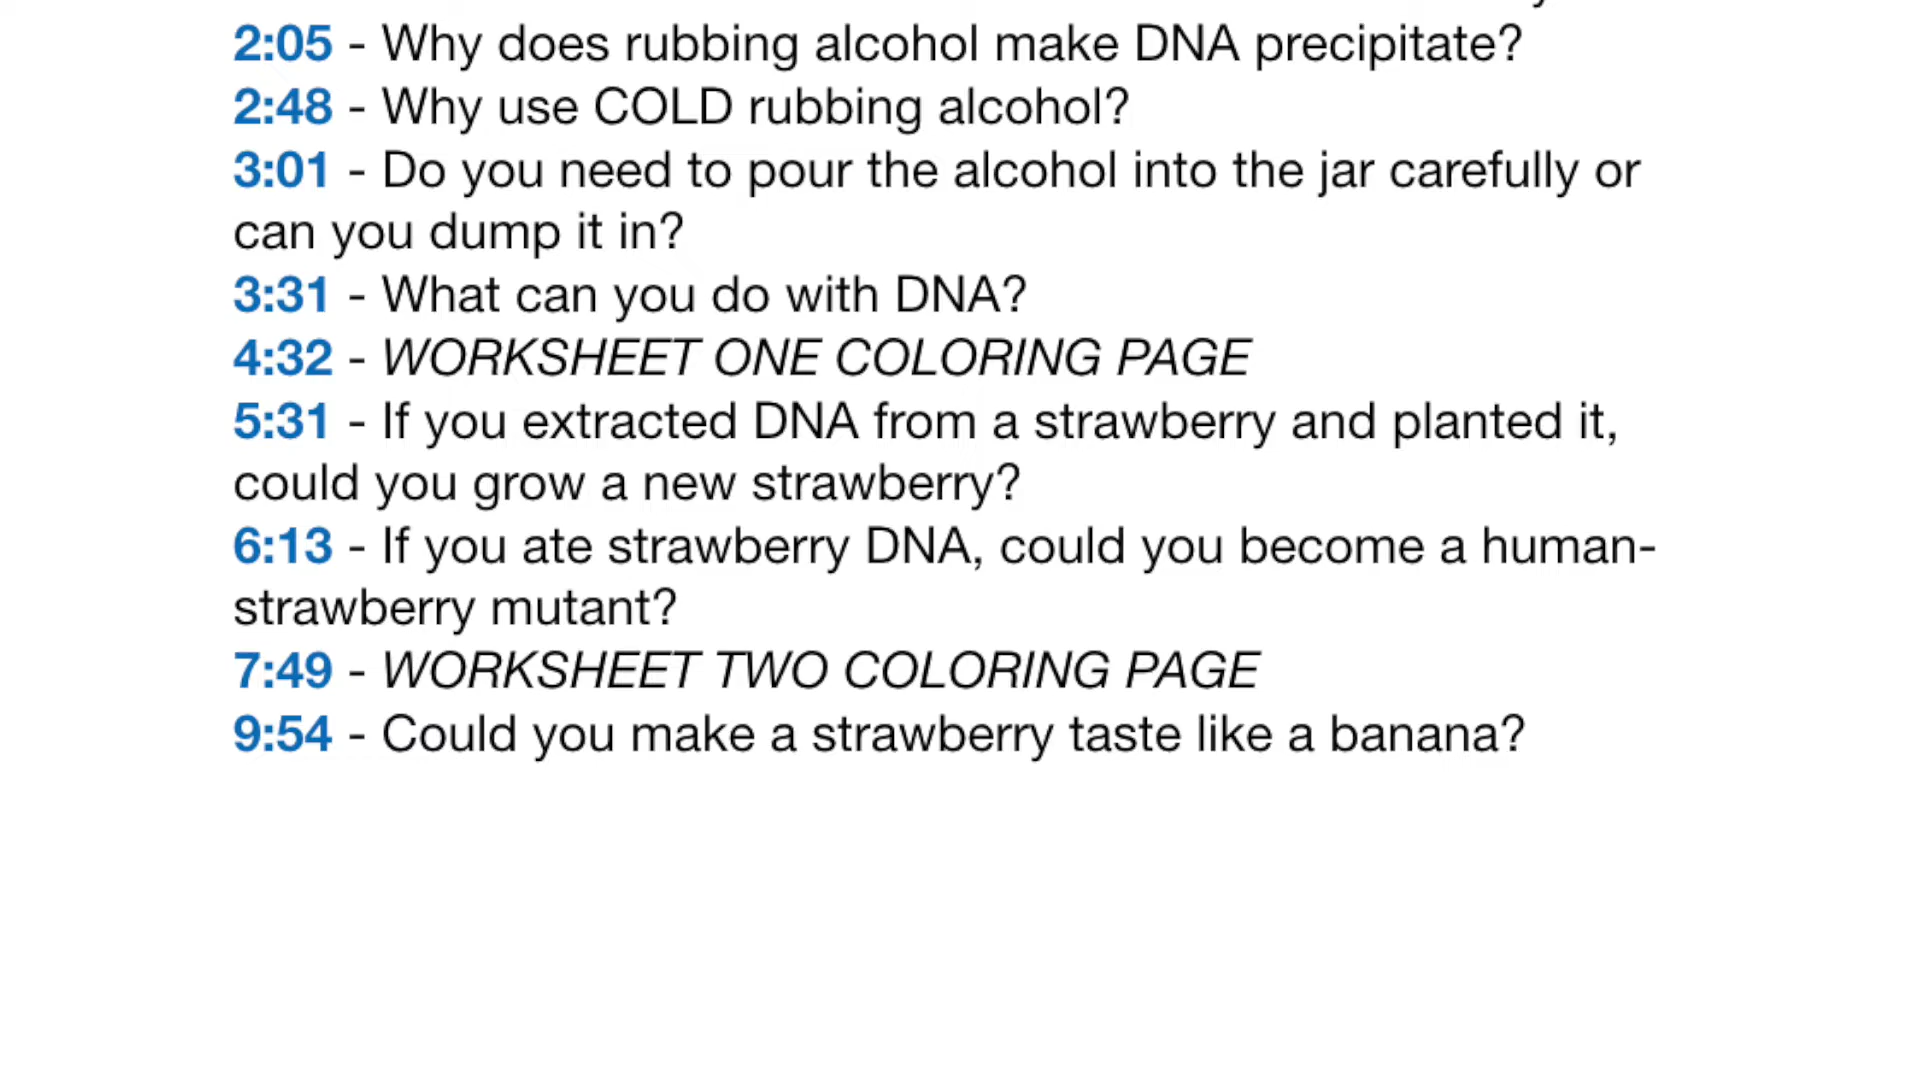 2:05 - Why does rubbing alcohol make DNA precipitate?
2:48 - Why use COLD rubbing alcohol?
3:01 - Do you need to pour the alcohol into the jar carefully or
can you dump it in?
3:31 - What can you do with DNA?
4:32 - WORKSHEET ONE COLORING PAGE
5:31 - If you extracted DNA from a strawberry and planted it,
could you grow a new strawberry?
6:13 - If you ate strawberry DNA, could you become a human-
strawberry mutant?
7:49 - WORKSHEET TWO COLORING PAGE
9:54 - Could you make a strawberry taste like a banana?